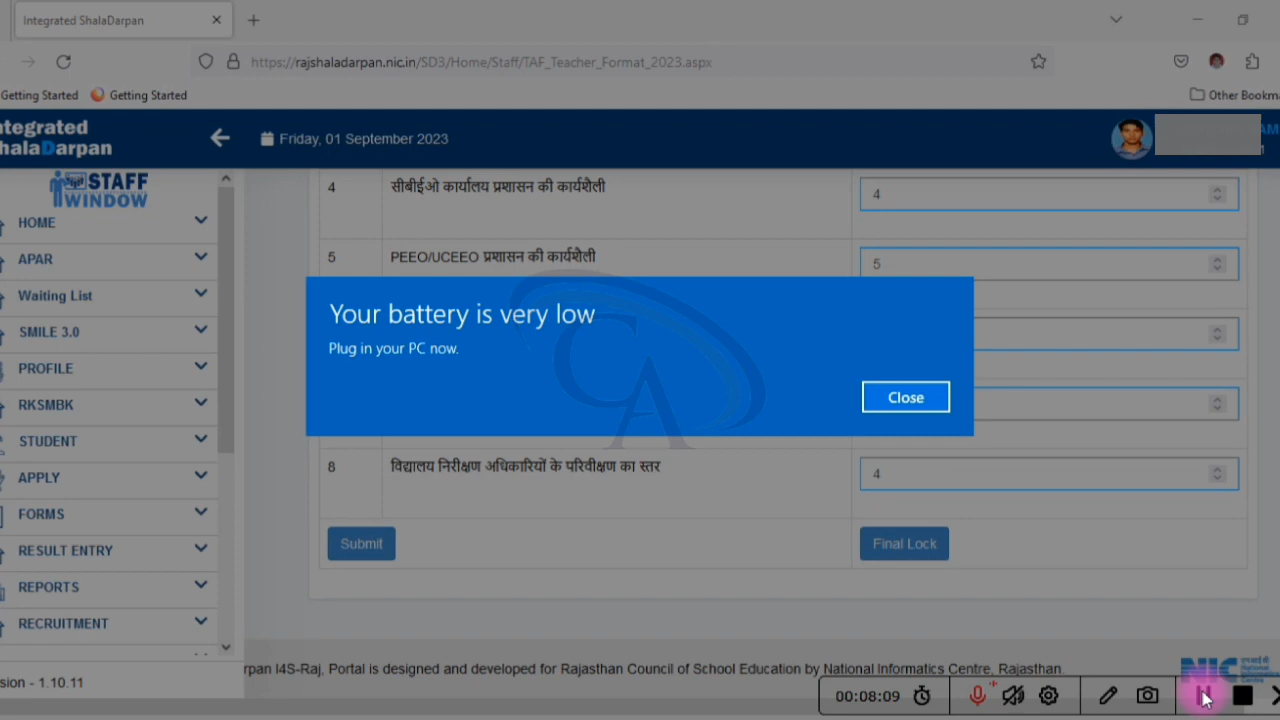 Integrated ShalaDarpan
https://rajshaladarpan.nic.in/SD3/Home/Staff/TAF_Teacher_Format_2023.aspx
Getting Started
Getting Started
Other Bookma
ntegrated
halaDarpan
Friday, 01 September 2023
AM
STAFF
WINDOW
HOME
APAR
Waiting List
SMILE 3.0
PROFILE
RKSMBK
STUDENT
APPLY
FORMS
RESULT ENTRY
REPORTS
RECRUITMENT
sion - 1.10.11
4 सीबीईओ कार्यालय प्रशासन की कार्यशैली 4
5 PEEO/UCEEO प्रशासन की कार्यशैली 5
Your battery is very low
Plug in your PC now.
Close
CA
8 विद्यालय निरीक्षण अधिकारियों के परिवीक्षण का स्तर 4
Submit Final Lock
rpan I4S-Raj, Portal is designed and developed for Rajasthan Council of School Education by National Informatics Centre, Rajasthan.
NIC
00:08:09